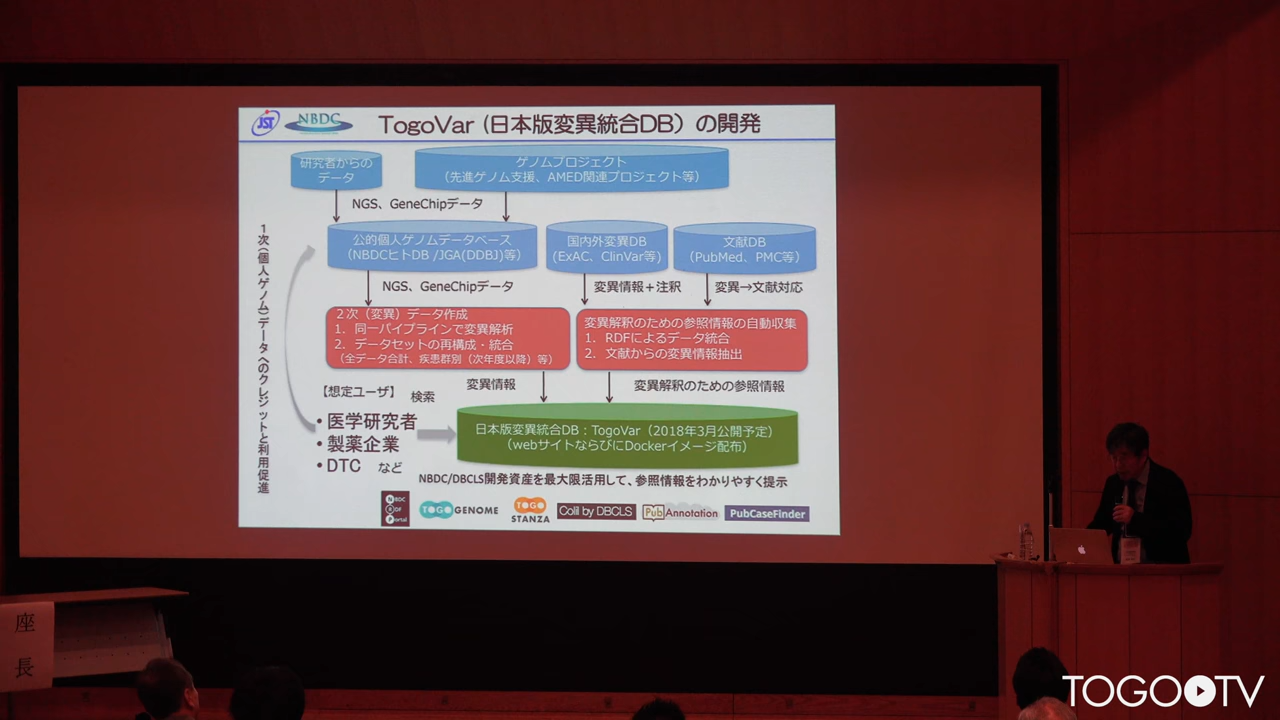 JST
NBDC
TogoVar (日本版変異統合DB）の開発
研究者からの
データ
ゲノムプロジェクト
（先進ゲノム支援、AMED関連プロジェクト等）
NGS、GeneChipデータ
公的個人ゲノムデータベース
（NBDCヒトDB /JGA(DDBJ)等）
国内外変異DB
(ExAC、ClinVar等)
文献DB
（PubMed、PMC等）
NGS、GeneChipデータ
変異情報＋注釈
変異→文献対応
２次（変異）データ作成
1. 同一パイプラインで変異解析
2. データセットの再構成・統合
（全データ合計、疾患群別（次年度以降）等）
変異解釈のための参照情報の自動収集
1. RDFによるデータ統合
2. 文献からの変異情報抽出
変異情報
変異解釈のための参照情報
【想定ユーザ】
検索
・医学研究者
・製薬企業
・DTC など
日本版変異統合DB：TogoVar（2018年3月公開予定）
（webサイトならびにDockerイメージ配布）
１次（個人ゲノム）データへのクレジットと利用促進
NBDC/DBCLS開発資産を最大限活用して、参照情報をわかりやすく提示
NBDC
RDF
Portal
TOGO GENOME
TOGO
STANZA
Colil by DBCLS
PubAnnotation
PubCaseFinder
座長
TOGOTV